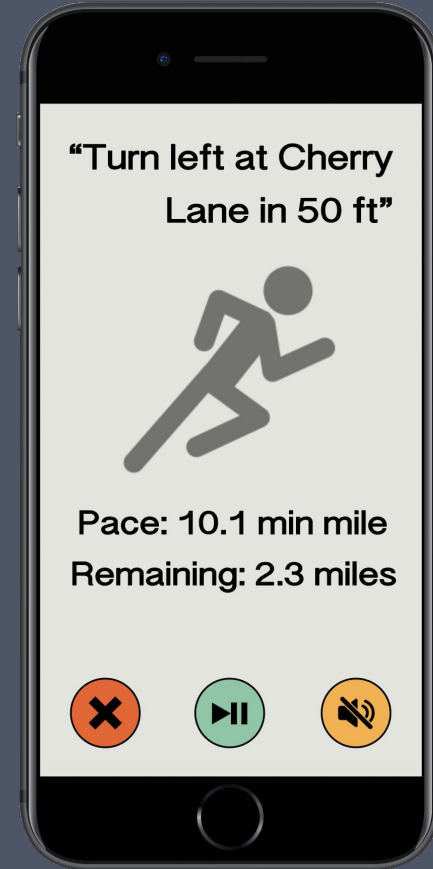 “Turn left at Cherry
Lane in 50 ft”
Pace: 10.1 min mile
Remaining: 2.3 miles